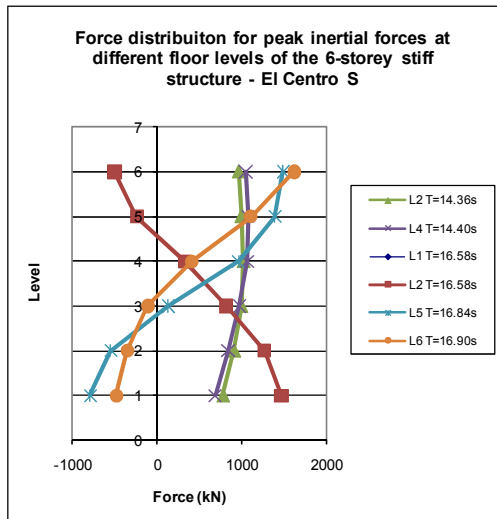 Force distribuiton for peak inertial forces at
different floor levels of the 6-storey stiff
structure - El Centro S
7
6
5
4
3
2
1
0
-1000 0 1000 2000
Level
Force (kN)
L2 T=14.36s
L4 T=14.40s
L1 T=16.58s
L2 T=16.58s
L5 T=16.84s
L6 T=16.90s